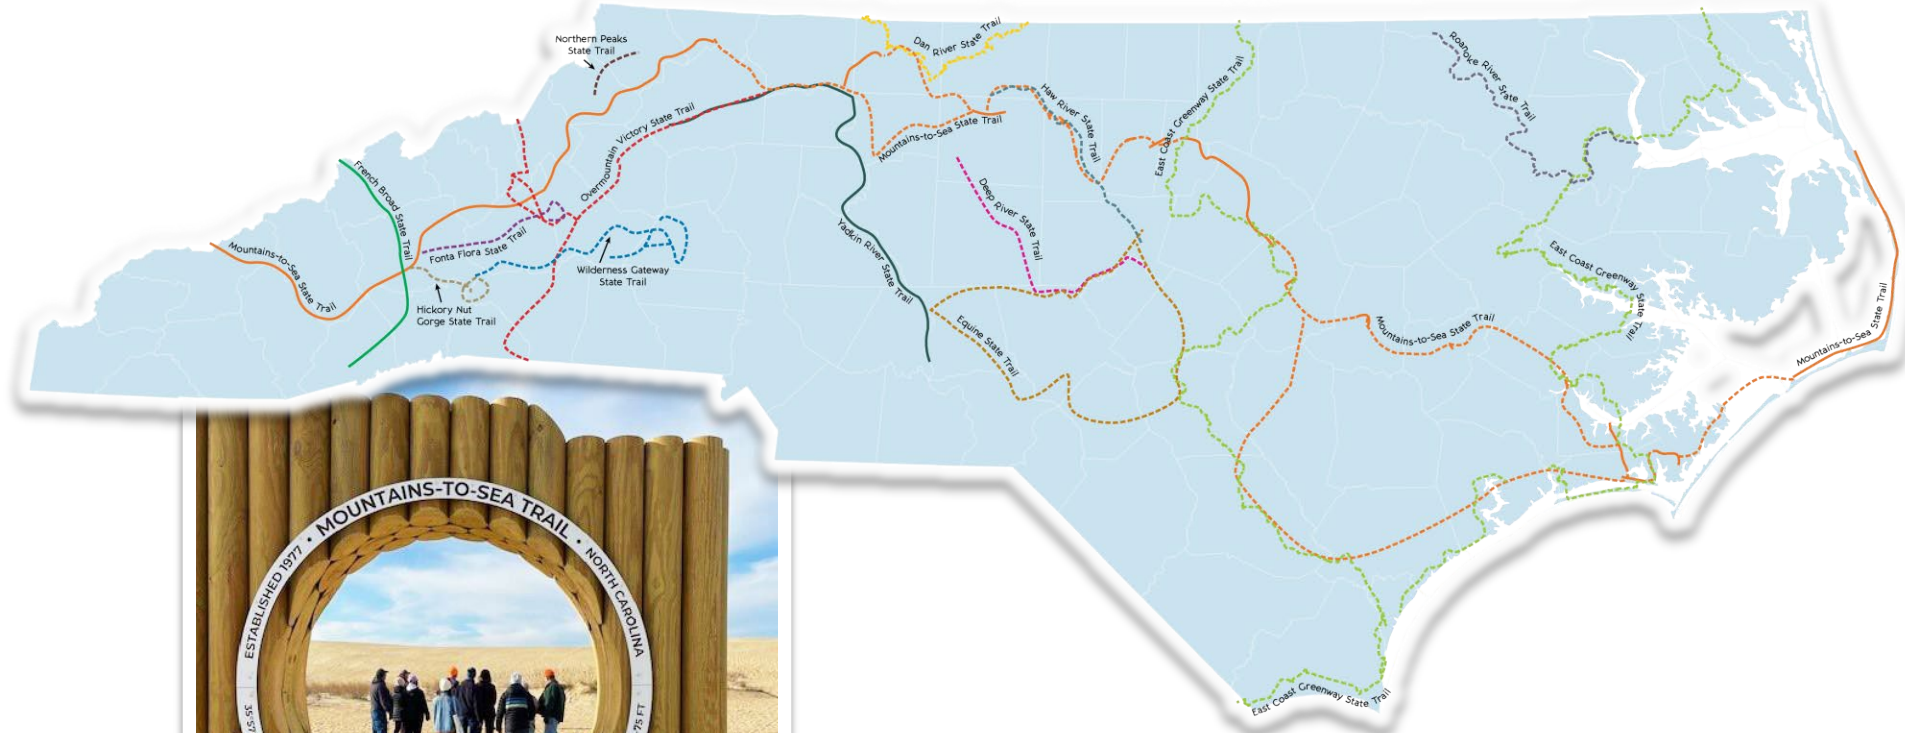 Northern Peaks
State Trail
Dan River State Trail
Roanoke River State Trail
French Broad State Trail
Overmountain Victory State Trail
Mountains-to-Sea State Trail
Haw River State Trail
East Coast Greenway State Trail
Mountains-to-Sea State Trail
Fonta Flora State Trail
Hickory Nut
Gorge State Trail
Wilderness Gateway
State Trail
Yadkin River State Trail
Deep River State Trail
Equine State Trail
Mountains-to-Sea State Trail
East Coast Greenway State Trail
Mountains-to-Sea State Trail
East Coast Greenway State Trail
ESTABLISHED 1977 • MOUNTAINS-TO-SEA TRAIL • NORTH CAROLINA
75 FT